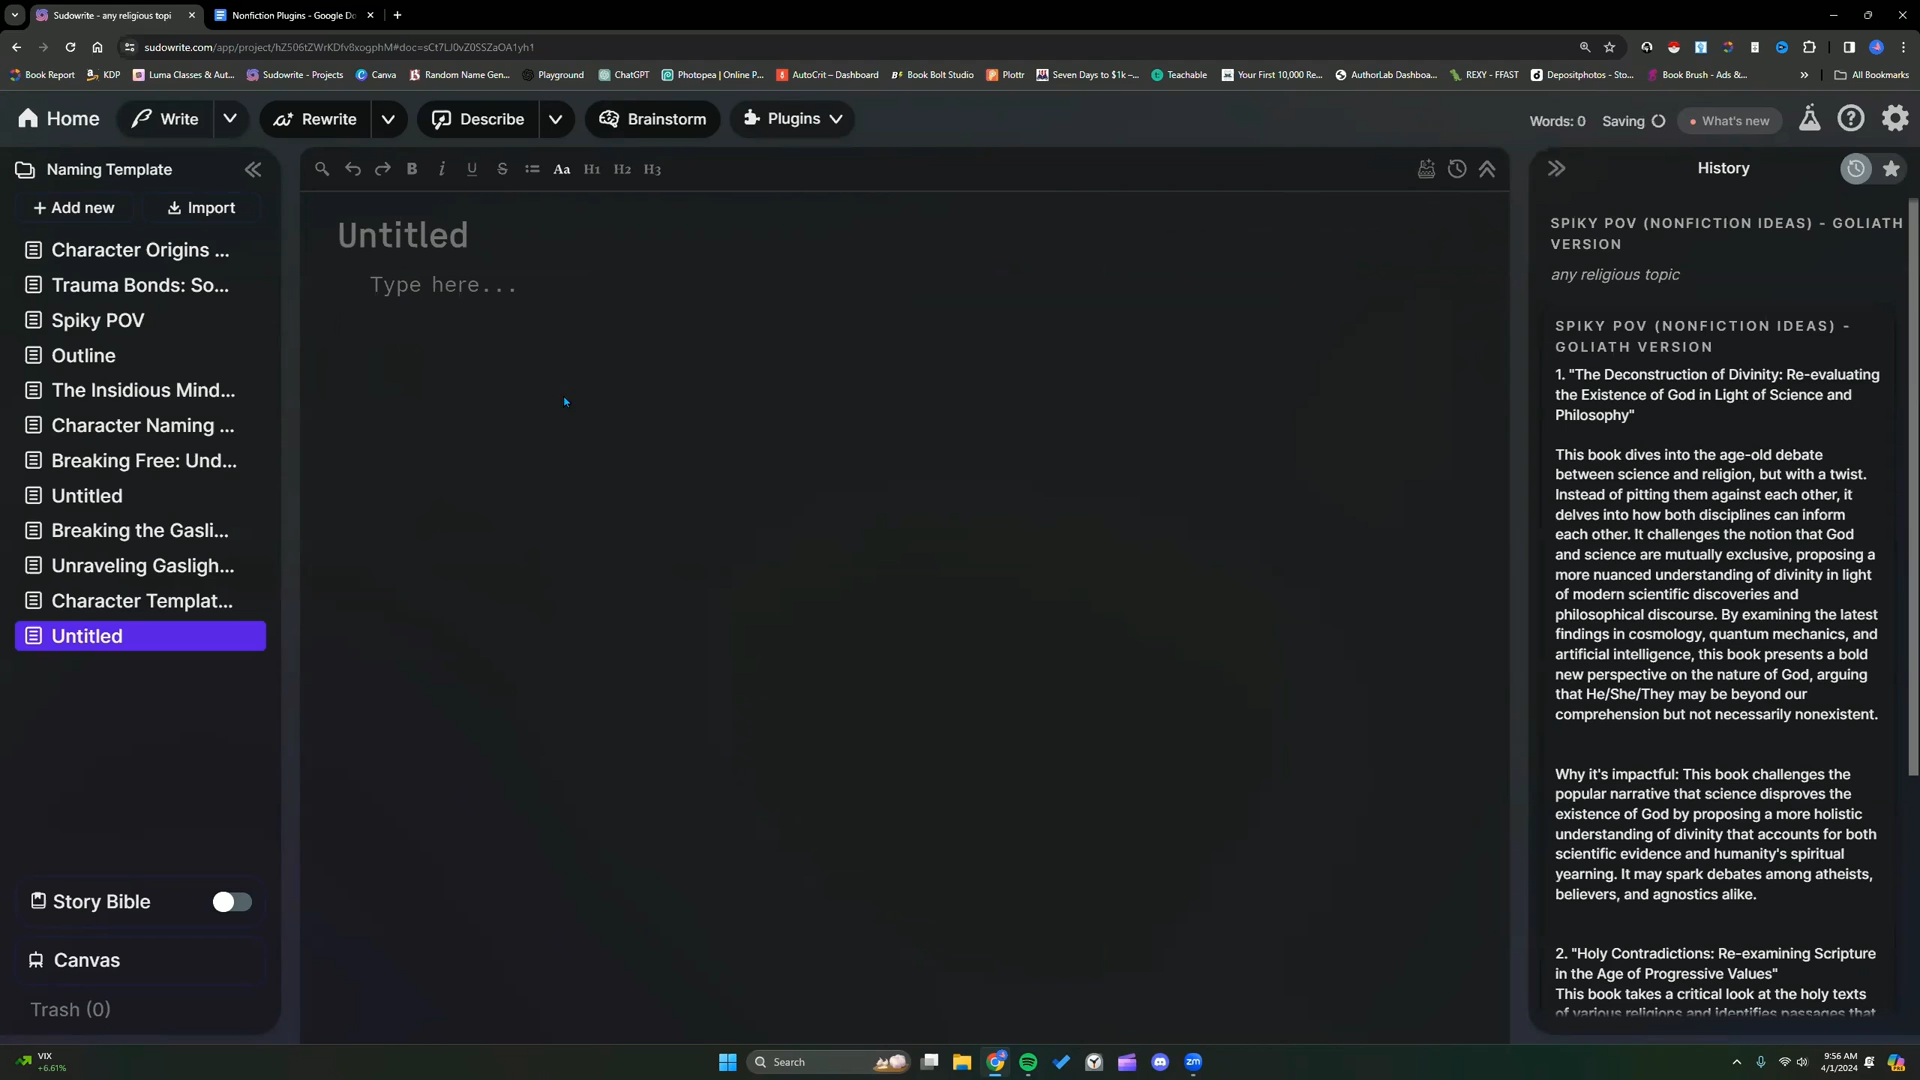 Sudowrite - any religious topi
Nonfiction Plugins - Google Do
sudowrite.com/app/project/hZ506tZWrKDfv8xogphM#doc=sCt7LJ0vZ0SSZaOA1yh1
Book Report
KDP
Luma Classes & Aut...
Sudowrite - Projects
Canva
Random Name Gen...
Playground
ChatGPT
Photopea | Online P...
AutoCrit – Dashboard
Book Bolt Studio
Plottr
Seven Days to $1k –...
Teachable
Your First 10,000 Re...
AuthorLab Dashboa...
REXY - FFAST
Depositphotos - Sto...
Book Brush - Ads &...
All Bookmarks
Home
Write
Rewrite
Describe
Brainstorm
Plugins
Words: 0
Saving
What's new
Naming Template
+ Add new
Import
Character Origins ...
Trauma Bonds: So...
Spiky POV
Outline
The Insidious Mind...
Character Naming ...
Breaking Free: Und...
Untitled
Breaking the Gasli...
Unraveling Gasligh...
Character Templat...
Untitled
Story Bible
Canvas
Trash (0)
B
i
U
S
Aa
H1
H2
H3
Untitled
Type here...
History
SPIKY POV (NONFICTION IDEAS) - GOLIATH
VERSION
any religious topic
SPIKY POV (NONFICTION IDEAS) -
GOLIATH VERSION
1. "The Deconstruction of Divinity: Re-evaluating
the Existence of God in Light of Science and
Philosophy"
This book dives into the age-old debate
between science and religion, but with a twist.
Instead of pitting them against each other, it
delves into how both disciplines can inform
each other. It challenges the notion that God
and science are mutually exclusive, proposing a
more nuanced understanding of divinity in light
of modern scientific discoveries and
philosophical discourse. By examining the latest
findings in cosmology, quantum mechanics, and
artificial intelligence, this book presents a bold
new perspective on the nature of God, arguing
that He/She/They may be beyond our
comprehension but not necessarily nonexistent.
Why it's impactful: This book challenges the
popular narrative that science disproves the
existence of God by proposing a more holistic
understanding of divinity that accounts for both
scientific evidence and humanity's spiritual
yearning. It may spark debates among atheists,
believers, and agnostics alike.
2. "Holy Contradictions: Re-examining Scripture
in the Age of Progressive Values"
This book takes a critical look at the holy texts
of various religions and identifies passages that
VIX
+6.61%
Search
9:56 AM
4/1/2024